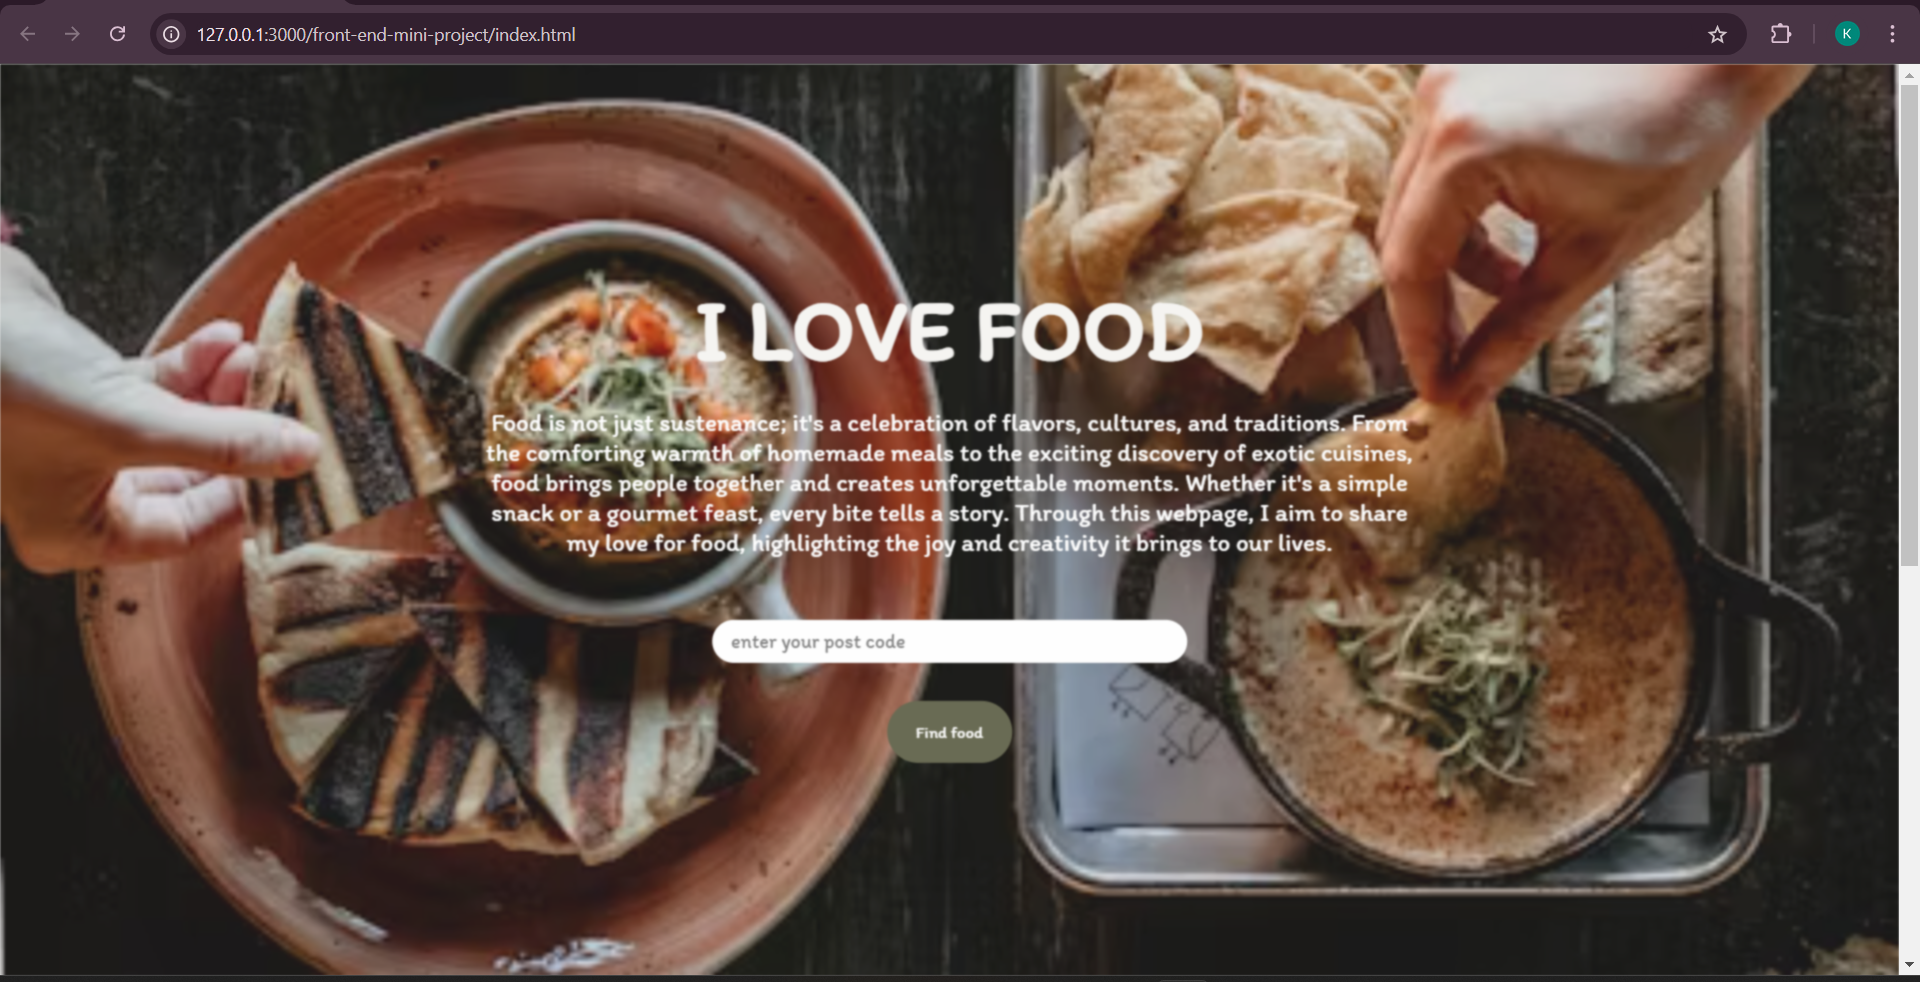 127.0.0.1:3000/front-end-mini-project/index.html
K
I LOVE FOOD
Food is not just sustenance; it's a celebration of flavors, cultures, and traditions. From
the comforting warmth of homemade meals to the exciting discovery of exotic cuisines,
food brings people together and creates unforgettable moments. Whether it's a simple
snack or a gourmet feast, every bite tells a story. Through this webpage, I aim to share
my love for food, highlighting the joy and creativity it brings to our lives.
enter your post code
Find food